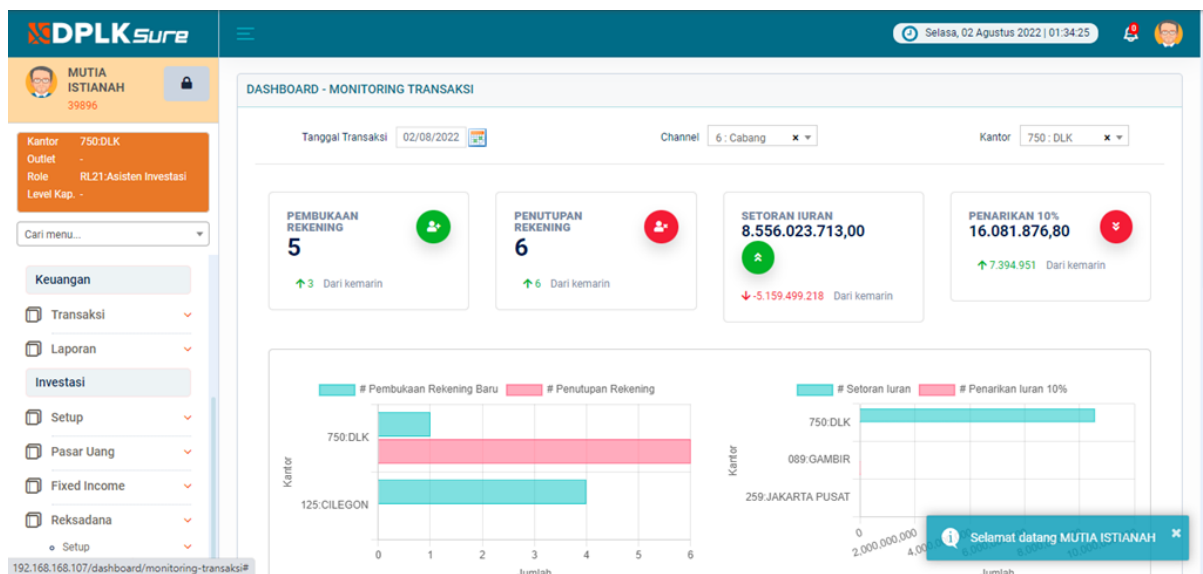 DPLKSure
Selasa, 02 Agustus 2022 | 01:34:25
MUTIA
ISTIANAH
39896
Kantor 750:DLK
Outlet -
Role RL21:Asisten Investasi
Level Kap. -
Cari menu...
Keuangan
Transaksi
Laporan
Investasi
Setup
Pasar Uang
Fixed Income
Reksadana
Setup
192.168.168.107/dashboard/monitoring-transaksi#
DASHBOARD - MONITORING TRANSAKSI
Tanggal Transaksi 02/08/2022 Channel 6 : Cabang Kantor 750 : DLK
PEMBUKAAN
REKENING
5
3 Dari kemarin
PENUTUPAN
REKENING
6
6 Dari kemarin
SETORAN IURAN
8.556.023.713,00
-5.159.499.218 Dari kemarin
PENARIKAN 10%
16.081.876,80
7.394.951 Dari kemarin
# Pembukaan Rekening Baru # Penutupan Rekening
Kantor
750:DLK
125:CILEGON
0 1 2 3 4 5 6
Jumlah
# Setoran Iuran # Penarikan Iuran 10%
Kantor
750:DLK
089:GAMBIR
259:JAKARTA PUSAT
0
2,000,000,000
Jumlah
Selamat datang MUTIA ISTIANAH